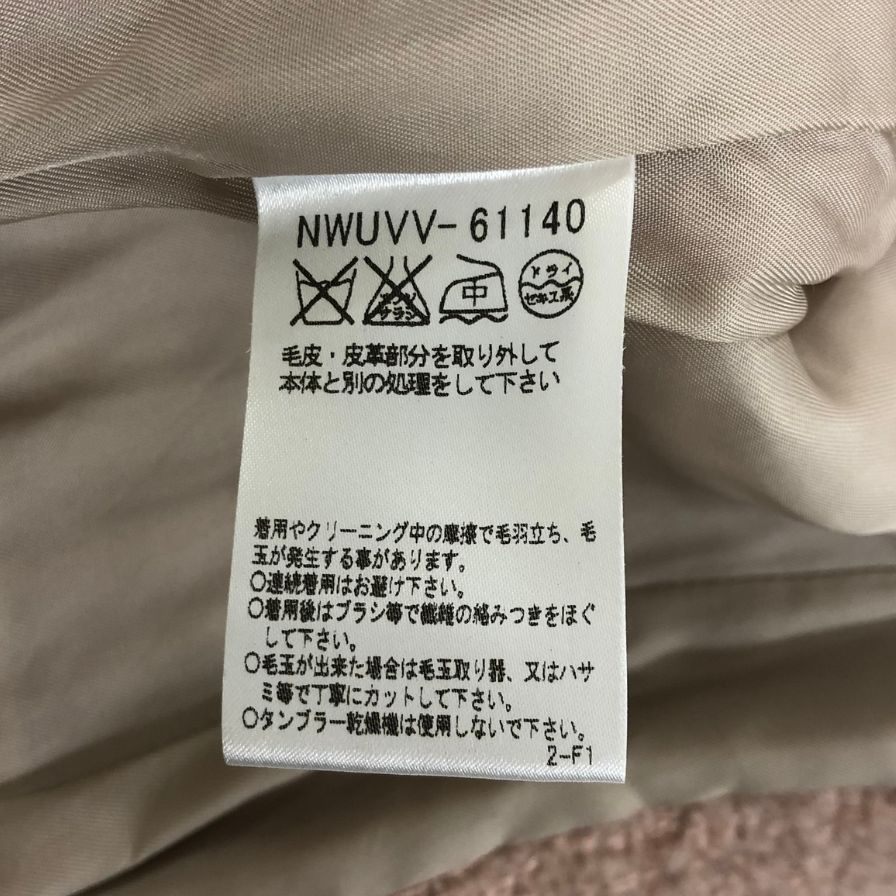 NWUVV-61140
エンソ サラシ 中 ドライ セキユ系
毛皮・皮革部分を取り外して
本体と別の処理をして下さい
着用やクリーニング中の摩擦で毛羽立ち、毛
玉が発生する事があります。
○連続着用はお避け下さい。
○着用後はブラシ等で繊維の絡みつきをほぐ
して下さい。
○毛玉が出来た場合は毛玉取り器、又はハサ
ミ等で丁寧にカットして下さい。
○タンブラー乾燥機は使用しないで下さい。
2-F1